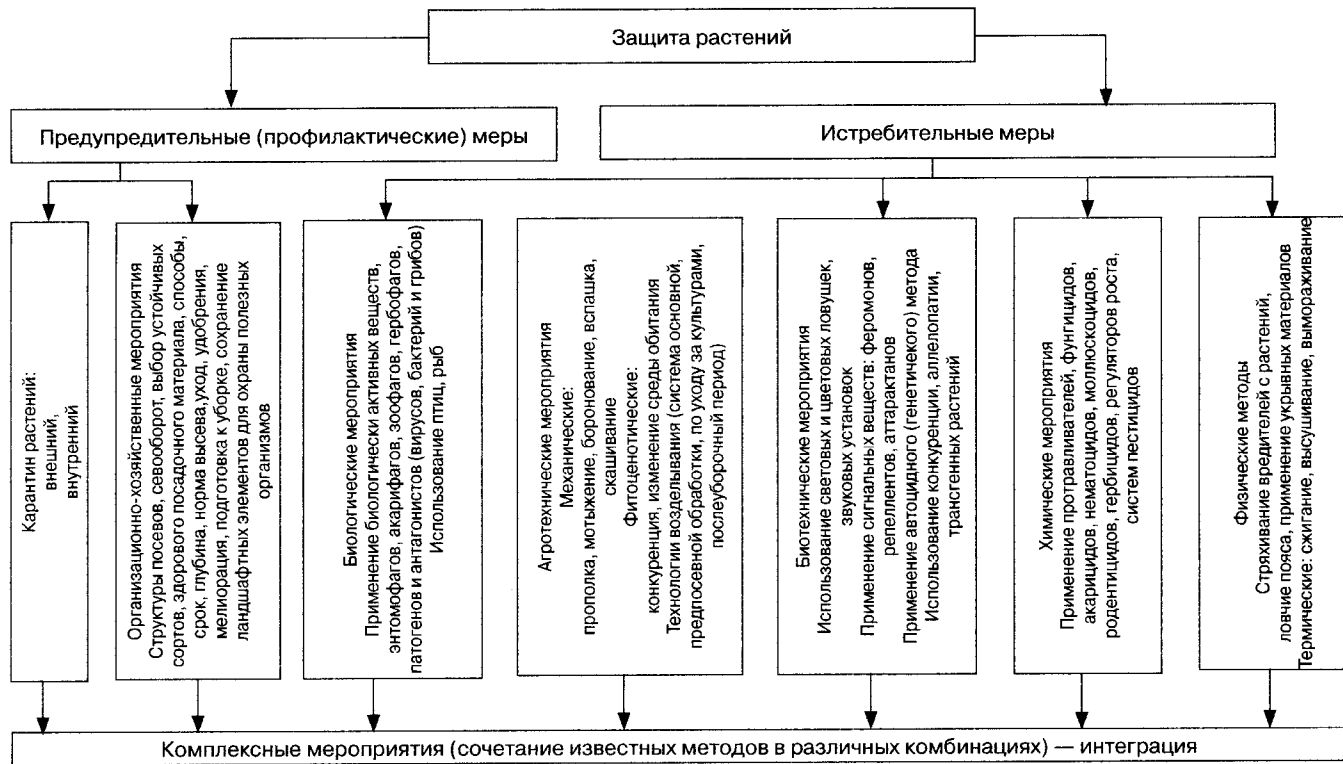 Защита растений
Предупредительные (профилактические) меры
Истребительные меры
Карантин растений:
внешний,
внутренний
Организационно-хозяйственные мероприятия
Структуры посевов, севооборот, выбор устойчивых
сортов, здорового посадочного материала, способы,
срок, глубина, норма высева,уход, удобрения,
мелиорация, подготовка к уборке, сохранение
ландшафтных элементов для охраны полезных
организмов
Биологические мероприятия
Применение биологически активных веществ,
энтомофагов, акарифагов, зоофагов, гербофагов,
патогенов и антагонистов (вирусов, бактерий и грибов)
Использование птиц, рыб
Агротехнические мероприятия
Механические:
прополка, мотыжение, боронование, вспашка,
скашивание
Фитоценотические:
конкуренция, изменение среды обитания
Технологии воздельвания (система основной,
предпосевной обработки, по уходу за культурами,
послеуборочный период)
Биотехнические мероприятия
Использование световых и цветовых ловушек,
звуковых установок
Применение сигнальных веществ: феромонов,
репеллентов, аттарактанов
Применение автоцидного (генетичекого) метода
Использование конкуренции, аллелопатии,
трансгенных растений
Химические мероприятия
Применение протравливателей, фунгицидов,
акарицидов, нематоцидов, моллюскоцидов,
родентицидов, гербицидов, регуляторов роста,
систем пестицидов
Физические методы
Стряхивание вредителей с растений,
ловчие пояса, применение укрывных материалов
Термические: сжигание, высушивание, вымораживание
Комплексные мероприятия (сочетание известных методов в различных комбинациях) — интеграция